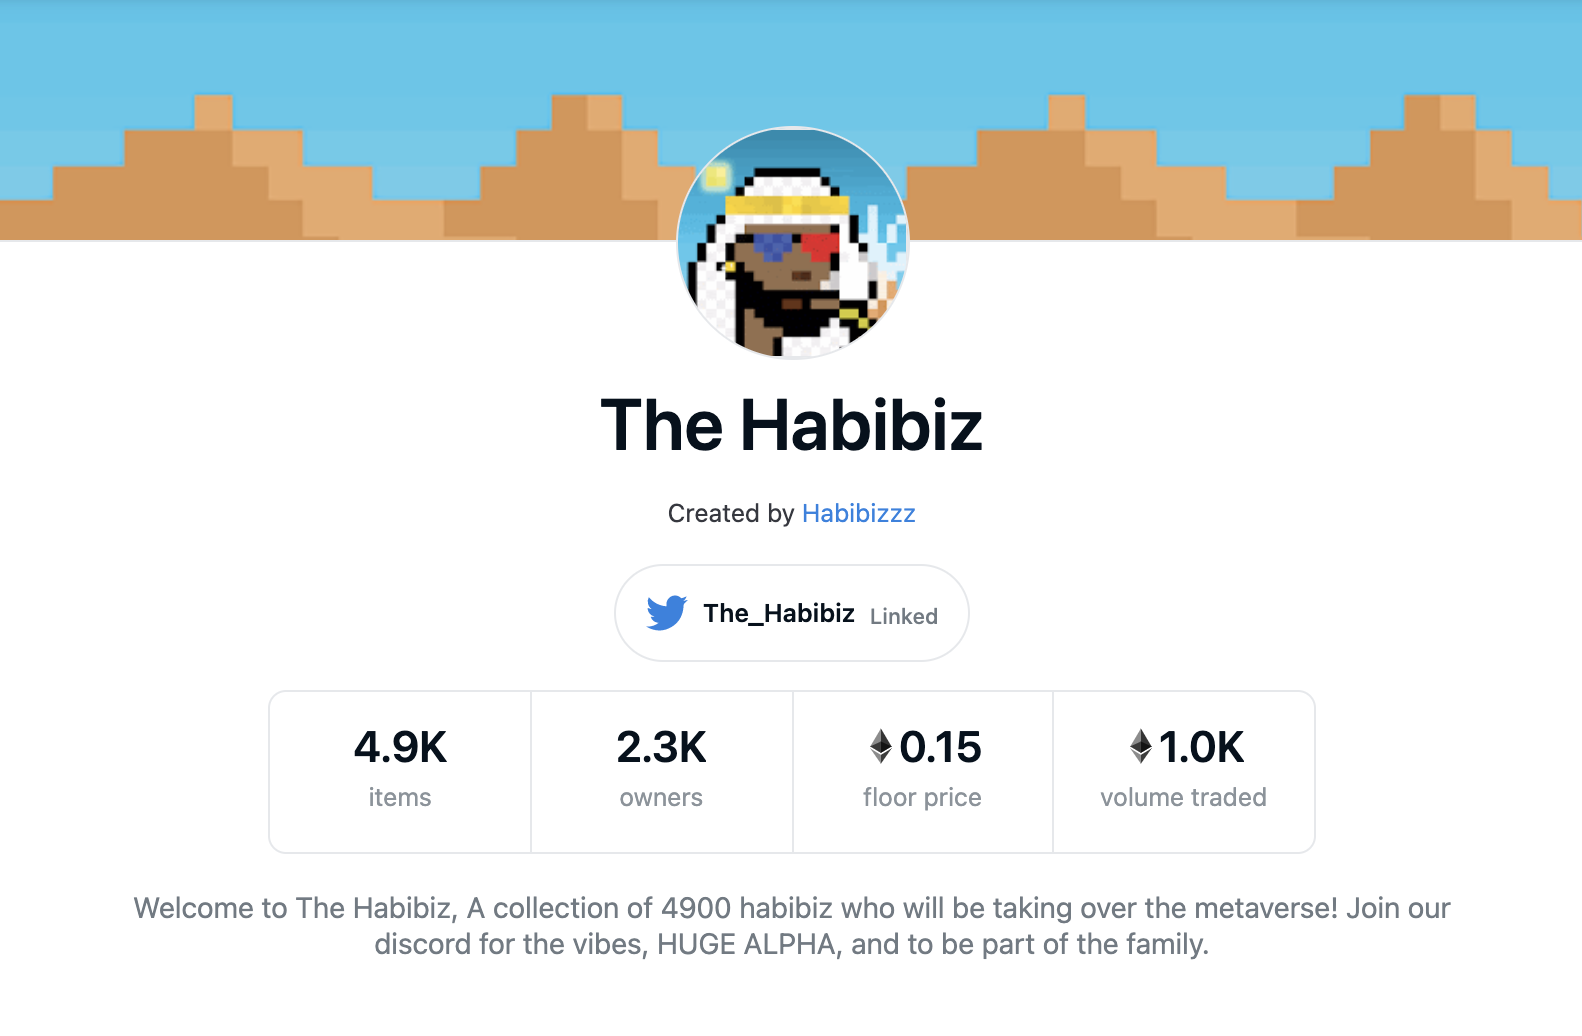 The Habibiz
Created by Habibizzz
The_Habibiz Linked
4.9K 2.3K 0.15 1.0K
items owners floor price volume traded
Welcome to The Habibiz, A collection of 4900 habibiz who will be taking over the metaverse! Join our
discord for the vibes, HUGE ALPHA, and to be part of the family.